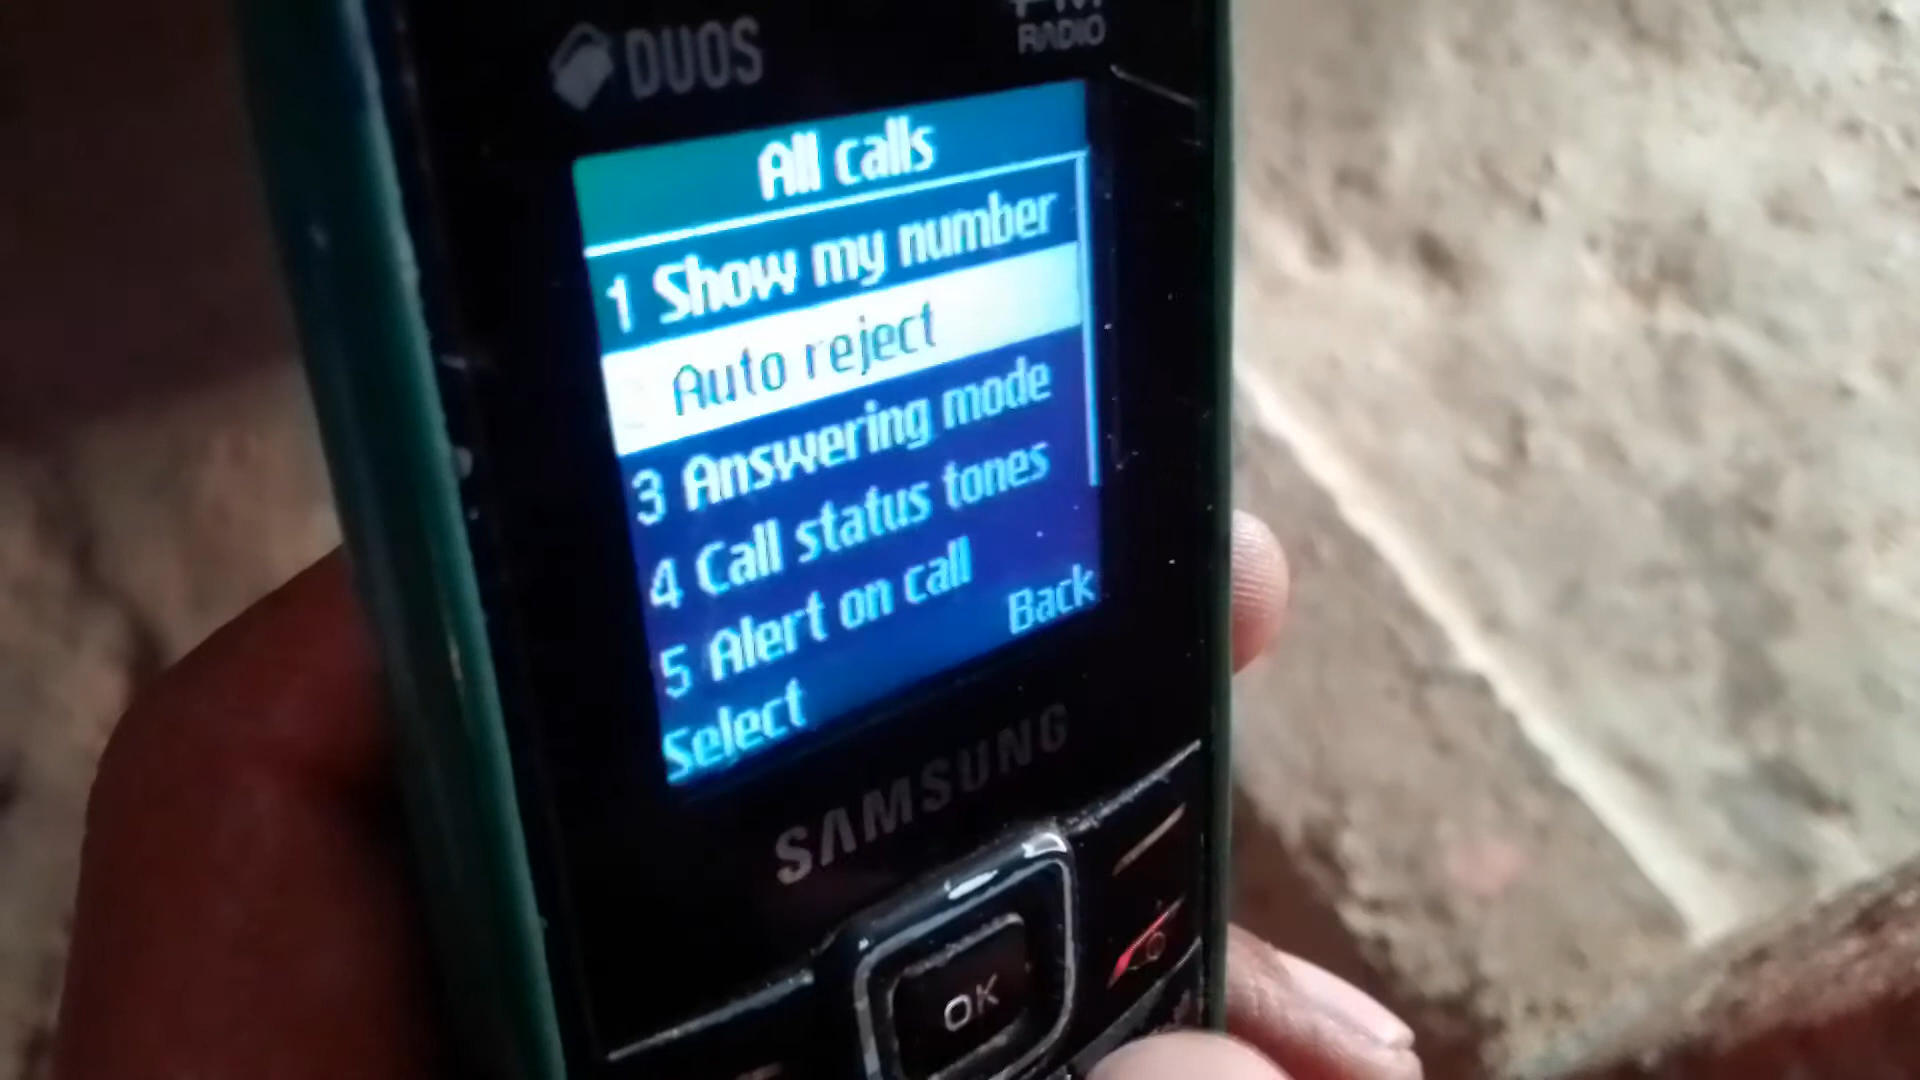 DUOS
RADIO
All calls
1 Show my number
Auto reject
3 Answering mode
4 Call status tones
5 Alert on call
Back
Select
SAMSUNG
OK